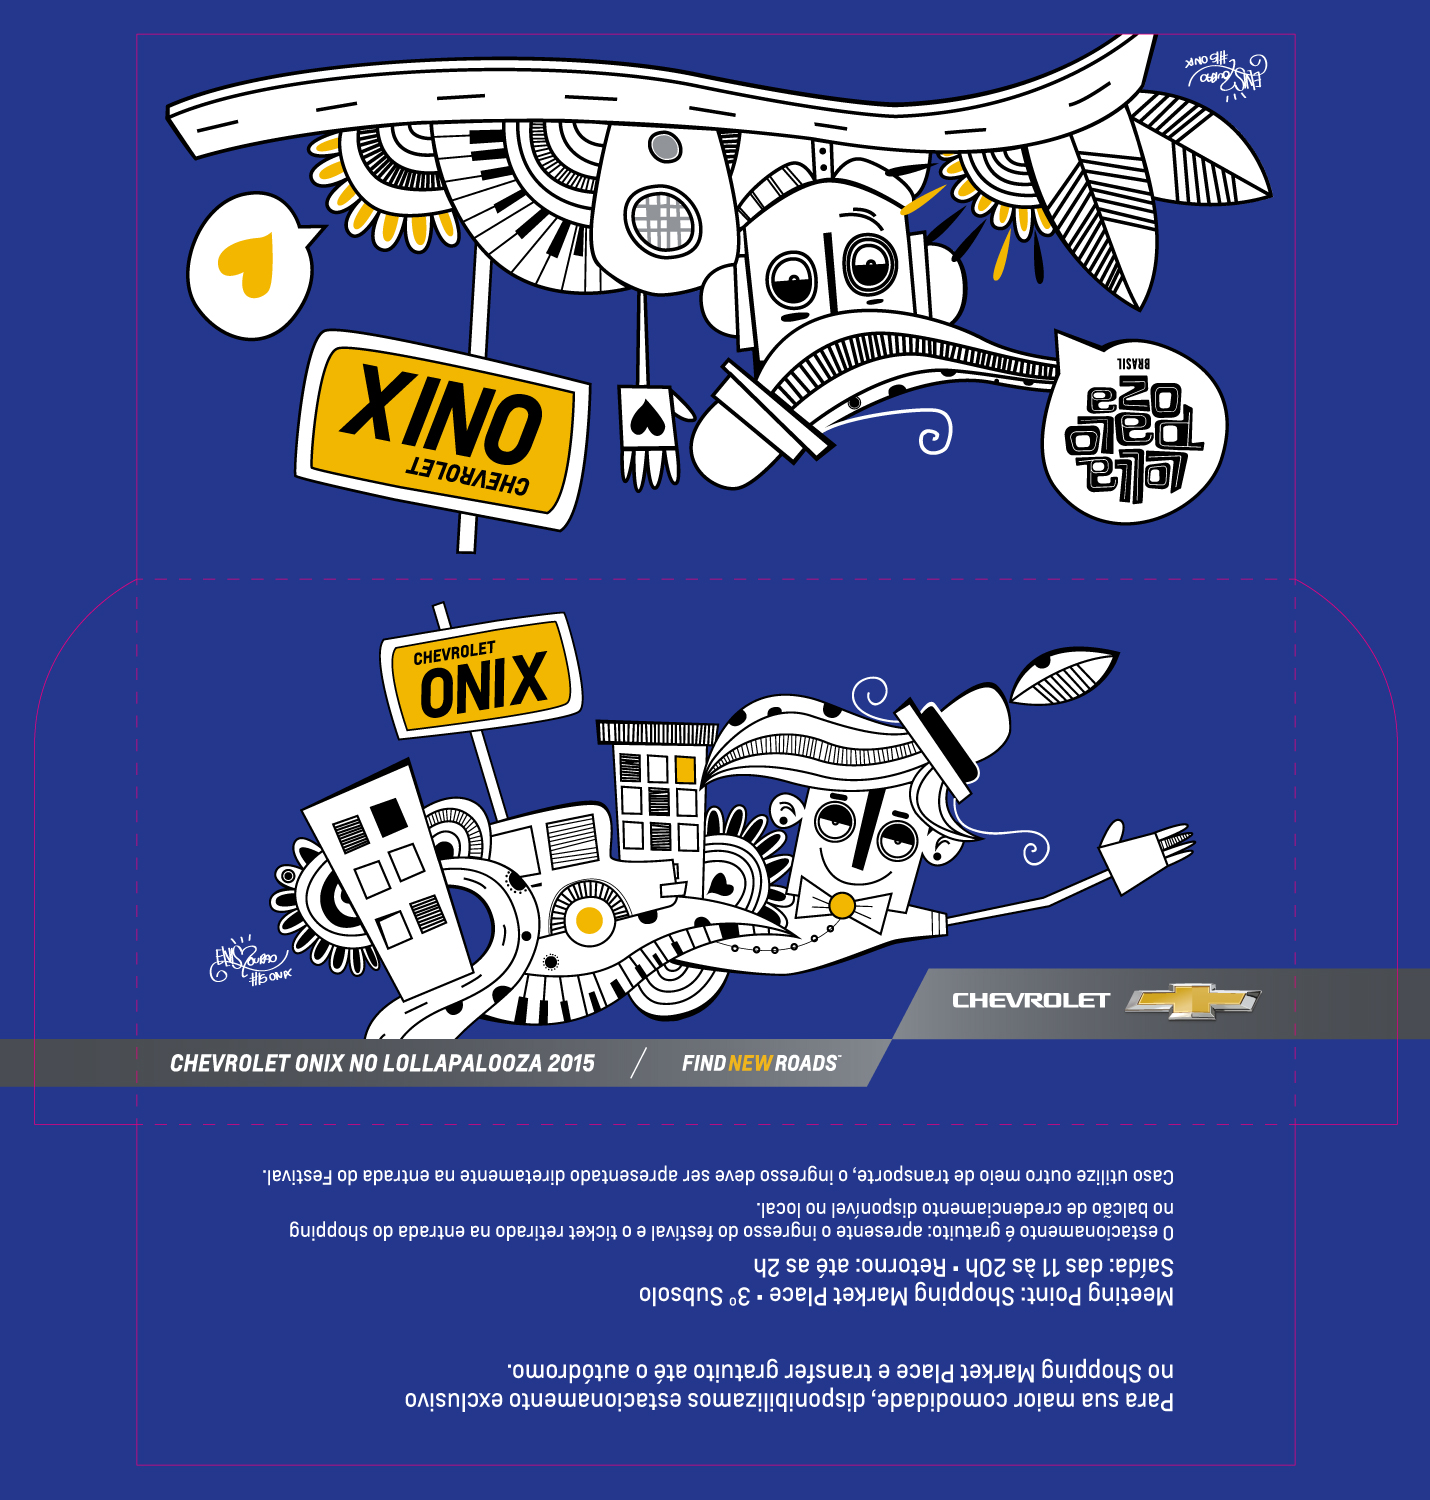 CHEVROLET
ONIX
lolla
palo
oza
BRASIL
CHEVROLET
ONIX
#15 ONIX
CHEVROLET
CHEVROLET ONIX NO LOLLAPALOOZA 2015 / FIND NEW ROADS
Para sua maior comodidade, disponibilizamos estacionamento exclusivo
no Shopping Market Place e transfer gratuito até o autódromo.
Meeting Point: Shopping Market Place • 3º Subsolo
Saída: das 11 às 20h • Retorno: até as 2h
O estacionamento é gratuito: apresente o ingresso do festival e o ticket retirado na entrada do shopping
no balcão de credenciamento disponível no local.
Caso utilize outro meio de transporte, o ingresso deve ser apresentado diretamente na entrada do Festival.